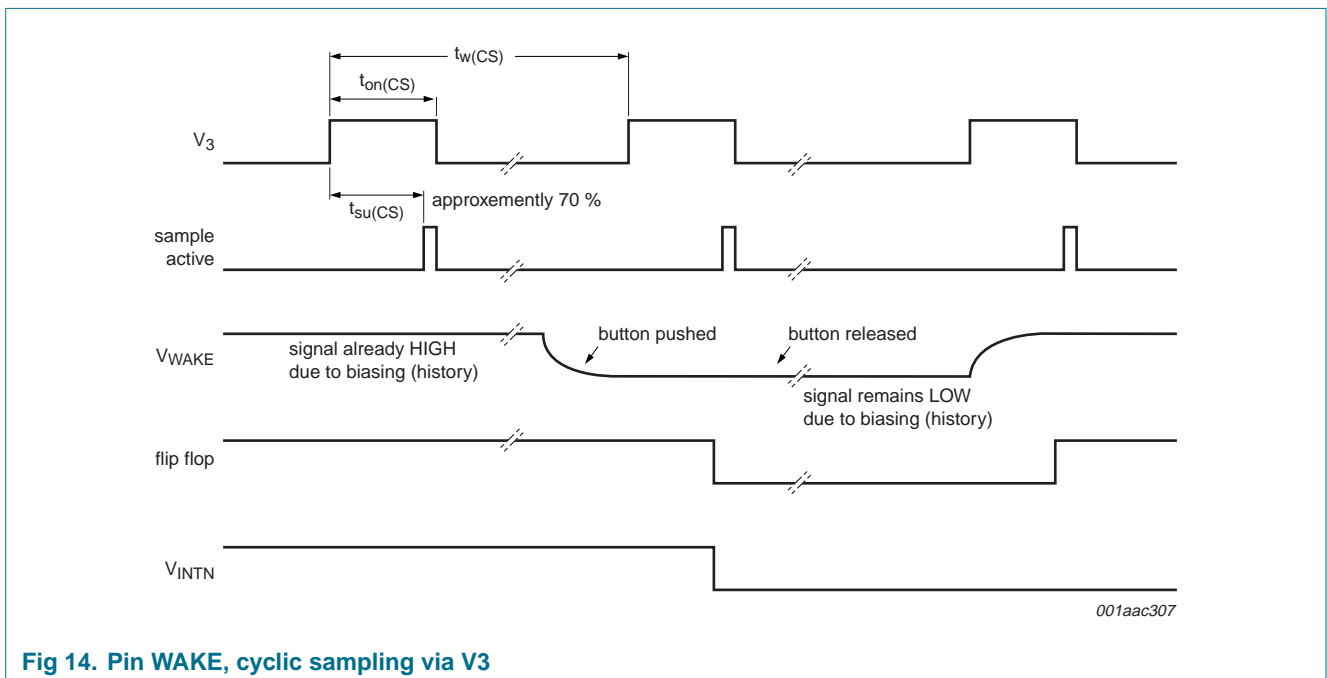 tw(CS)
ton(CS)
V3
tsu(CS)
approxemently 70 %
sample
active
VWAKE
signal already HIGH
due to biasing (history)
button pushed
button released
signal remains LOW
due to biasing (history)
flip flop
VINTN
001aac307
Fig 14. Pin WAKE, cyclic sampling via V3